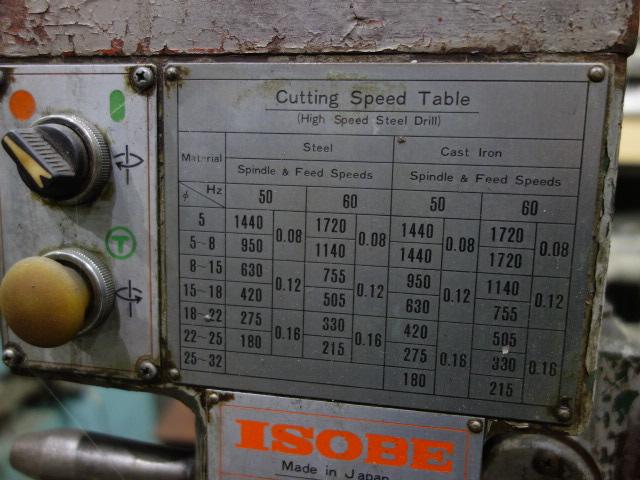 Cutting Speed Table
(High Speed Steel Drill)
Material Steel Cast Iron
Spindle & Feed Speeds Spindle & Feed Speeds
φ Hz 50 60 50 60
5 1440 0.08 1720 0.08 1440 0.08 1720 0.08
5~8 950 1140 1440 1720
8~15 630 0.12 755 0.12 950 0.12 1140 0.12
15~18 420 505 630 755
18~22 275 0.16 330 0.16 420 0.16 505 0.16
22~25 180 215 275 330
25~32 180 215
T
ISOBE
Made in Japan